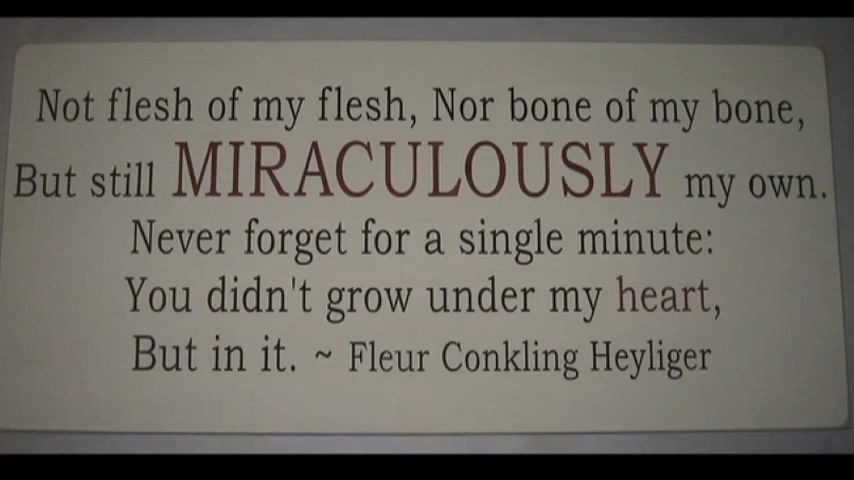 Not flesh of my flesh, Nor bone of my bone,
But still MIRACULOUSLY my own.
Never forget for a single minute:
You didn't grow under my heart,
But in it. ~ Fleur Conkling Heyliger